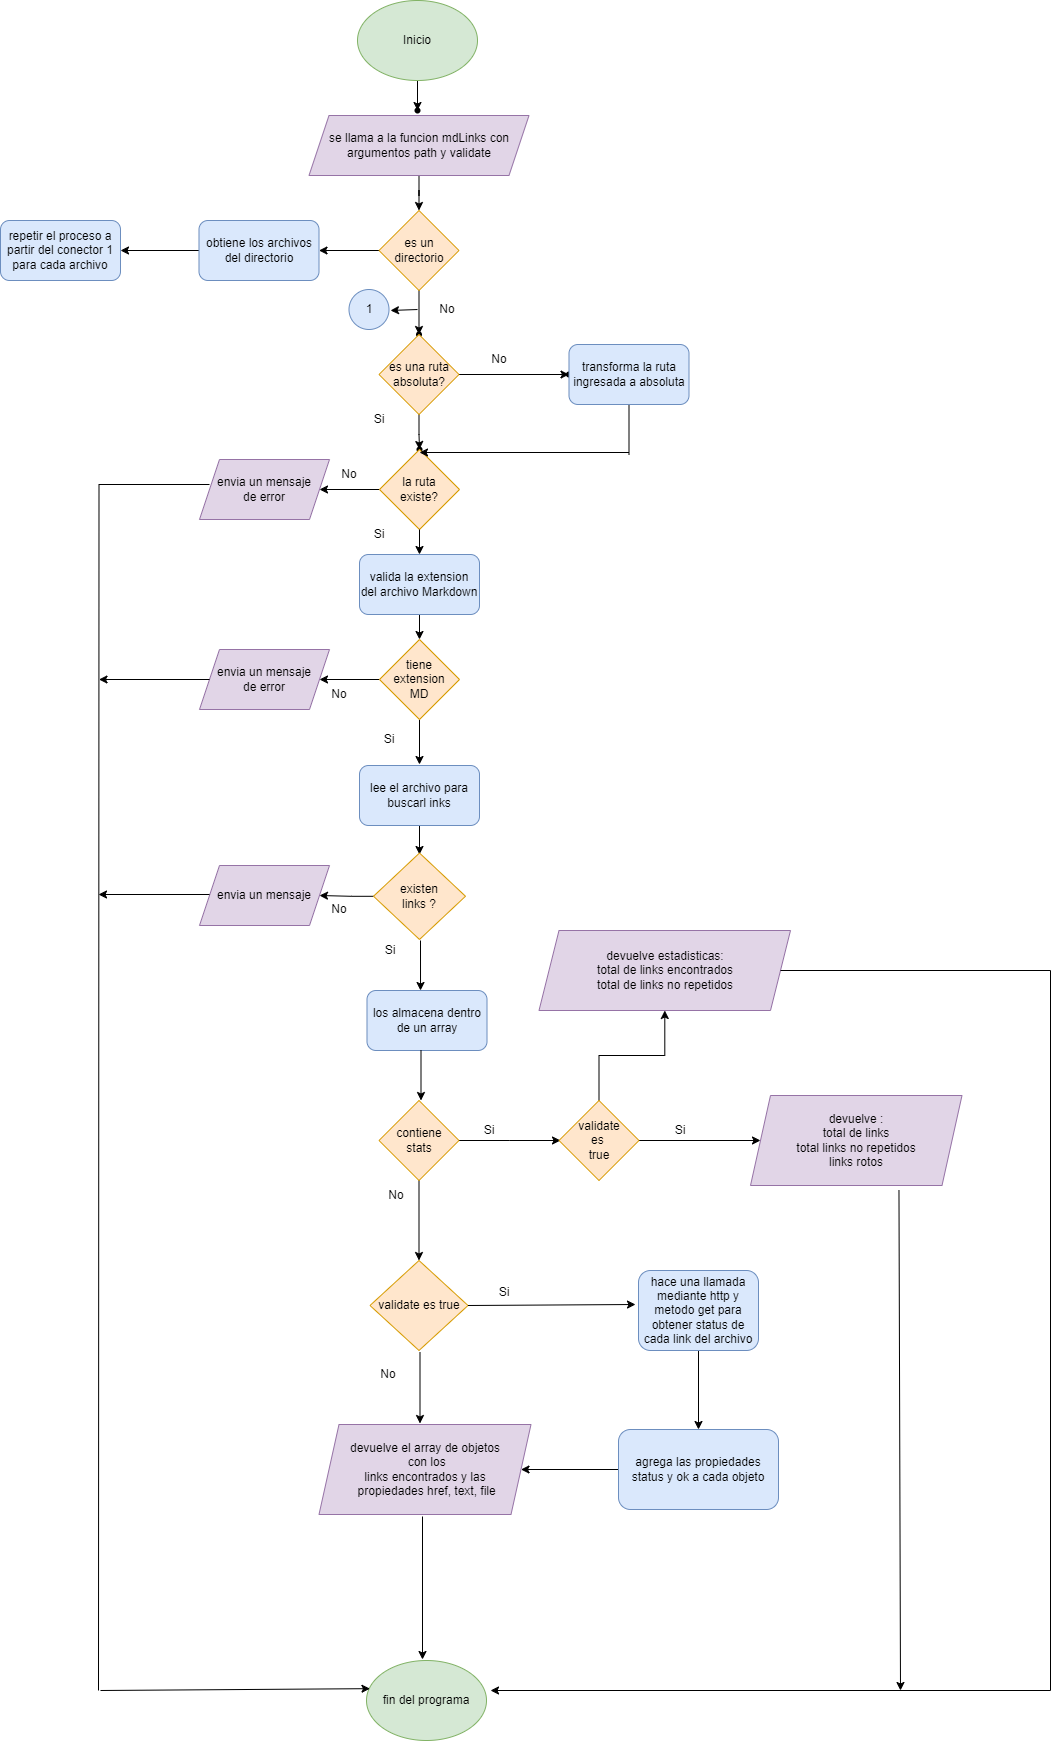 Inicio
se llama a la funcion mdLinks con
argumentos path y validate
repetir el proceso a
partir del conector 1
para cada archivo
obtiene los archivos
del directorio
es un
directorio
1
No
es una ruta
absoluta?
No
transforma la ruta
ingresada a absoluta
Si
envia un mensaje
de error
No
la ruta
existe?
Si
valida la extension
del archivo Markdown
envia un mensaje
de error
No
tiene
extension
MD
Si
lee el archivo para
buscarl inks
envia un mensaje
No
existen
links ?
Si
devuelve estadisticas:
total de links encontrados
total de links no repetidos
los almacena dentro
de un array
contiene
stats
Si
validate
es
true
Si
devuelve :
total de links
total links no repetidos
links rotos
No
validate es true
Si
hace una llamada
mediante http y
metodo get para
obtener status de
cada link del archivo
No
devuelve el array de objetos
con los
links encontrados y las
propiedades href, text, file
agrega las propiedades
status y ok a cada objeto
fin del programa